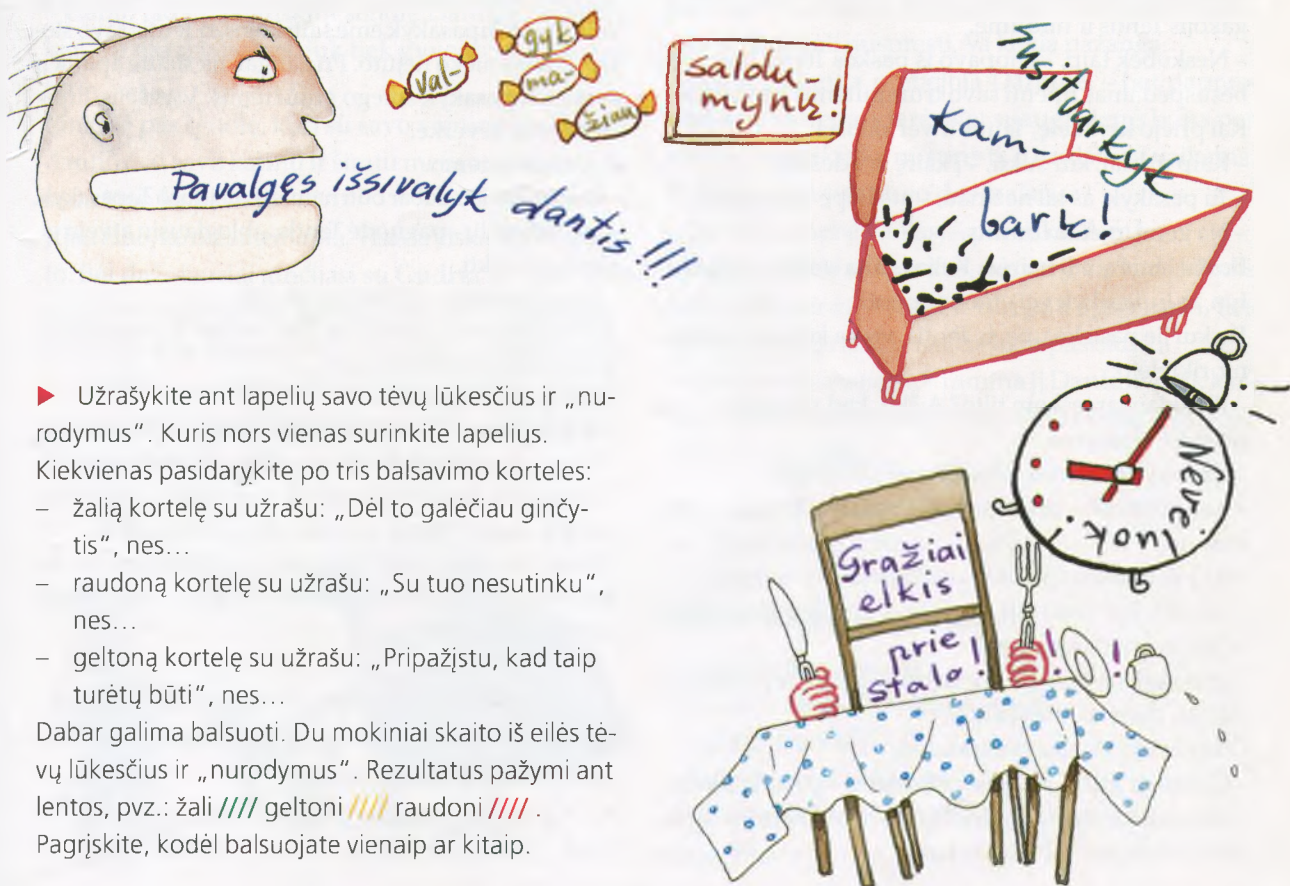 Pavalgęs išsivalyk dantis!!!
Val-
gyk
ma-
žiau
saldu-
mynų!
Susitvarkyk
kam-
barį!
Nevėluok!
Gražiai
elkis
prie
stalo!!!
Užrašykite ant lapelių savo tėvų lūkesčius ir „nu-
rodymus“. Kuris nors vienas surinkite lapelius.
Kiekvienas pasidarykite po tris balsavimo korteles:
– žalią kortelę su užrašu: „Dėl to galėčiau ginčy-
tis“, nes...
– raudoną kortelę su užrašu: „Su tuo nesutinku“,
nes...
– geltoną kortelę su užrašu: „Pripažįstu, kad taip
turėtų būti“, nes...
Dabar galima balsuoti. Du mokiniai skaito iš eilės tė-
vų lūkesčius ir „nurodymus“. Rezultatus pažymi ant
lentos, pvz.: žali //// geltoni //// raudoni ////.
Pagrįskite, kodėl balsuojate vienaip ar kitaip.